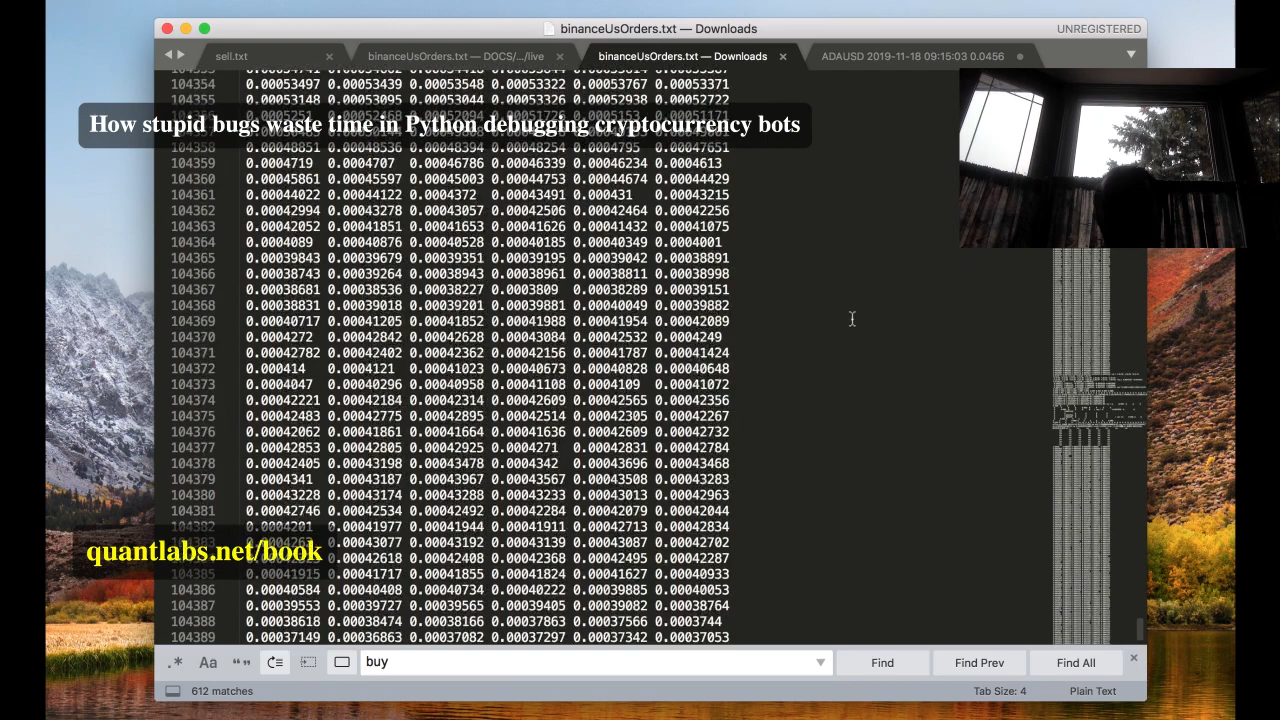 binanceUsOrders.txt — Downloads
UNREGISTERED
sell.txt
binanceUsOrders.txt — DOCS/.../live
binanceUsOrders.txt — Downloads
ADAUSD 2019-11-18 09:15:03 0.0456
104354 0.00053497 0.00053439 0.00053548 0.00053322 0.00053767 0.00053371
104355 0.00053148 0.00053095 0.00053044 0.00053326 0.00052938 0.00052722
How stupid bugs waste time in Python debugging cryptocurrency bots
0.00048851 0.00048536 0.00048394 0.00048254 0.0004795 0.00047651
104359 0.0004719 0.0004707 0.00046786 0.00046339 0.00046234 0.0004613
104360 0.00045861 0.00045597 0.00045003 0.00044753 0.00044674 0.00044429
104361 0.00044022 0.00044122 0.0004372 0.00043491 0.000431 0.00043215
104362 0.00042994 0.00043278 0.00043057 0.00042506 0.00042464 0.00042256
104363 0.00042052 0.00041851 0.00041653 0.00041626 0.00041432 0.00041075
104364 0.0004089 0.00040876 0.00040528 0.00040185 0.00040349 0.0004001
104365 0.00039843 0.00039679 0.00039351 0.00039195 0.00039042 0.00038891
104366 0.00038743 0.00039264 0.00038943 0.00038961 0.00038811 0.00038998
104367 0.00038681 0.00038536 0.00038227 0.0003809 0.00038289 0.00039151
104368 0.00038831 0.00039018 0.00039201 0.00039881 0.00040049 0.00039882
104369 0.00040717 0.00041205 0.00041852 0.00041988 0.00041954 0.00042089
104370 0.0004272 0.00042842 0.00042628 0.00043084 0.00042532 0.0004249
104371 0.00042782 0.00042402 0.00042362 0.00042156 0.00041787 0.00041424
104372 0.000414 0.0004121 0.00041023 0.00040673 0.00040828 0.00040648
104373 0.0004047 0.00040296 0.00040958 0.00041108 0.0004109 0.00041072
104374 0.00042221 0.00042264 0.00042314 0.00042609 0.00042565 0.00042356
104375 0.00042483 0.00042775 0.00042895 0.00042514 0.00042305 0.00042267
104376 0.00042062 0.00041861 0.00041664 0.00041636 0.00042609 0.00042732
104377 0.00042853 0.00042806 0.00042925 0.0004271 0.00042831 0.00042784
104378 0.00042405 0.00043198 0.00043478 0.0004342 0.00043696 0.00043468
104379 0.0004341 0.00043187 0.00043967 0.00043567 0.00043508 0.00043283
104380 0.00043228 0.00043174 0.00043288 0.00043233 0.00043013 0.00042963
104381 0.00042746 0.00042534 0.00042492 0.00042284 0.00042079 0.00042044
104382 0.0004201 0.00041977 0.00041944 0.00041911 0.00042713 0.00042834
0.00043077 0.00043192 0.00043139 0.00043087 0.00042702
quantlabs.net/book
0.00042618 0.00042408 0.00042368 0.00042495 0.00042287
104385 0.00041915 0.00041717 0.00041855 0.00041824 0.00041627 0.00040933
104386 0.00040584 0.00040408 0.00040734 0.00040222 0.00039885 0.00040053
104387 0.00039553 0.00039727 0.00039565 0.00039405 0.00039082 0.00038764
104388 0.00038618 0.00038474 0.00038166 0.00037863 0.00037566 0.0003744
104389 0.00037149 0.00036863 0.00037082 0.00037297 0.00037342 0.00037053
.* Aa “”
buy
Find
Find Prev
Find All
612 matches
Tab Size: 4
Plain Text